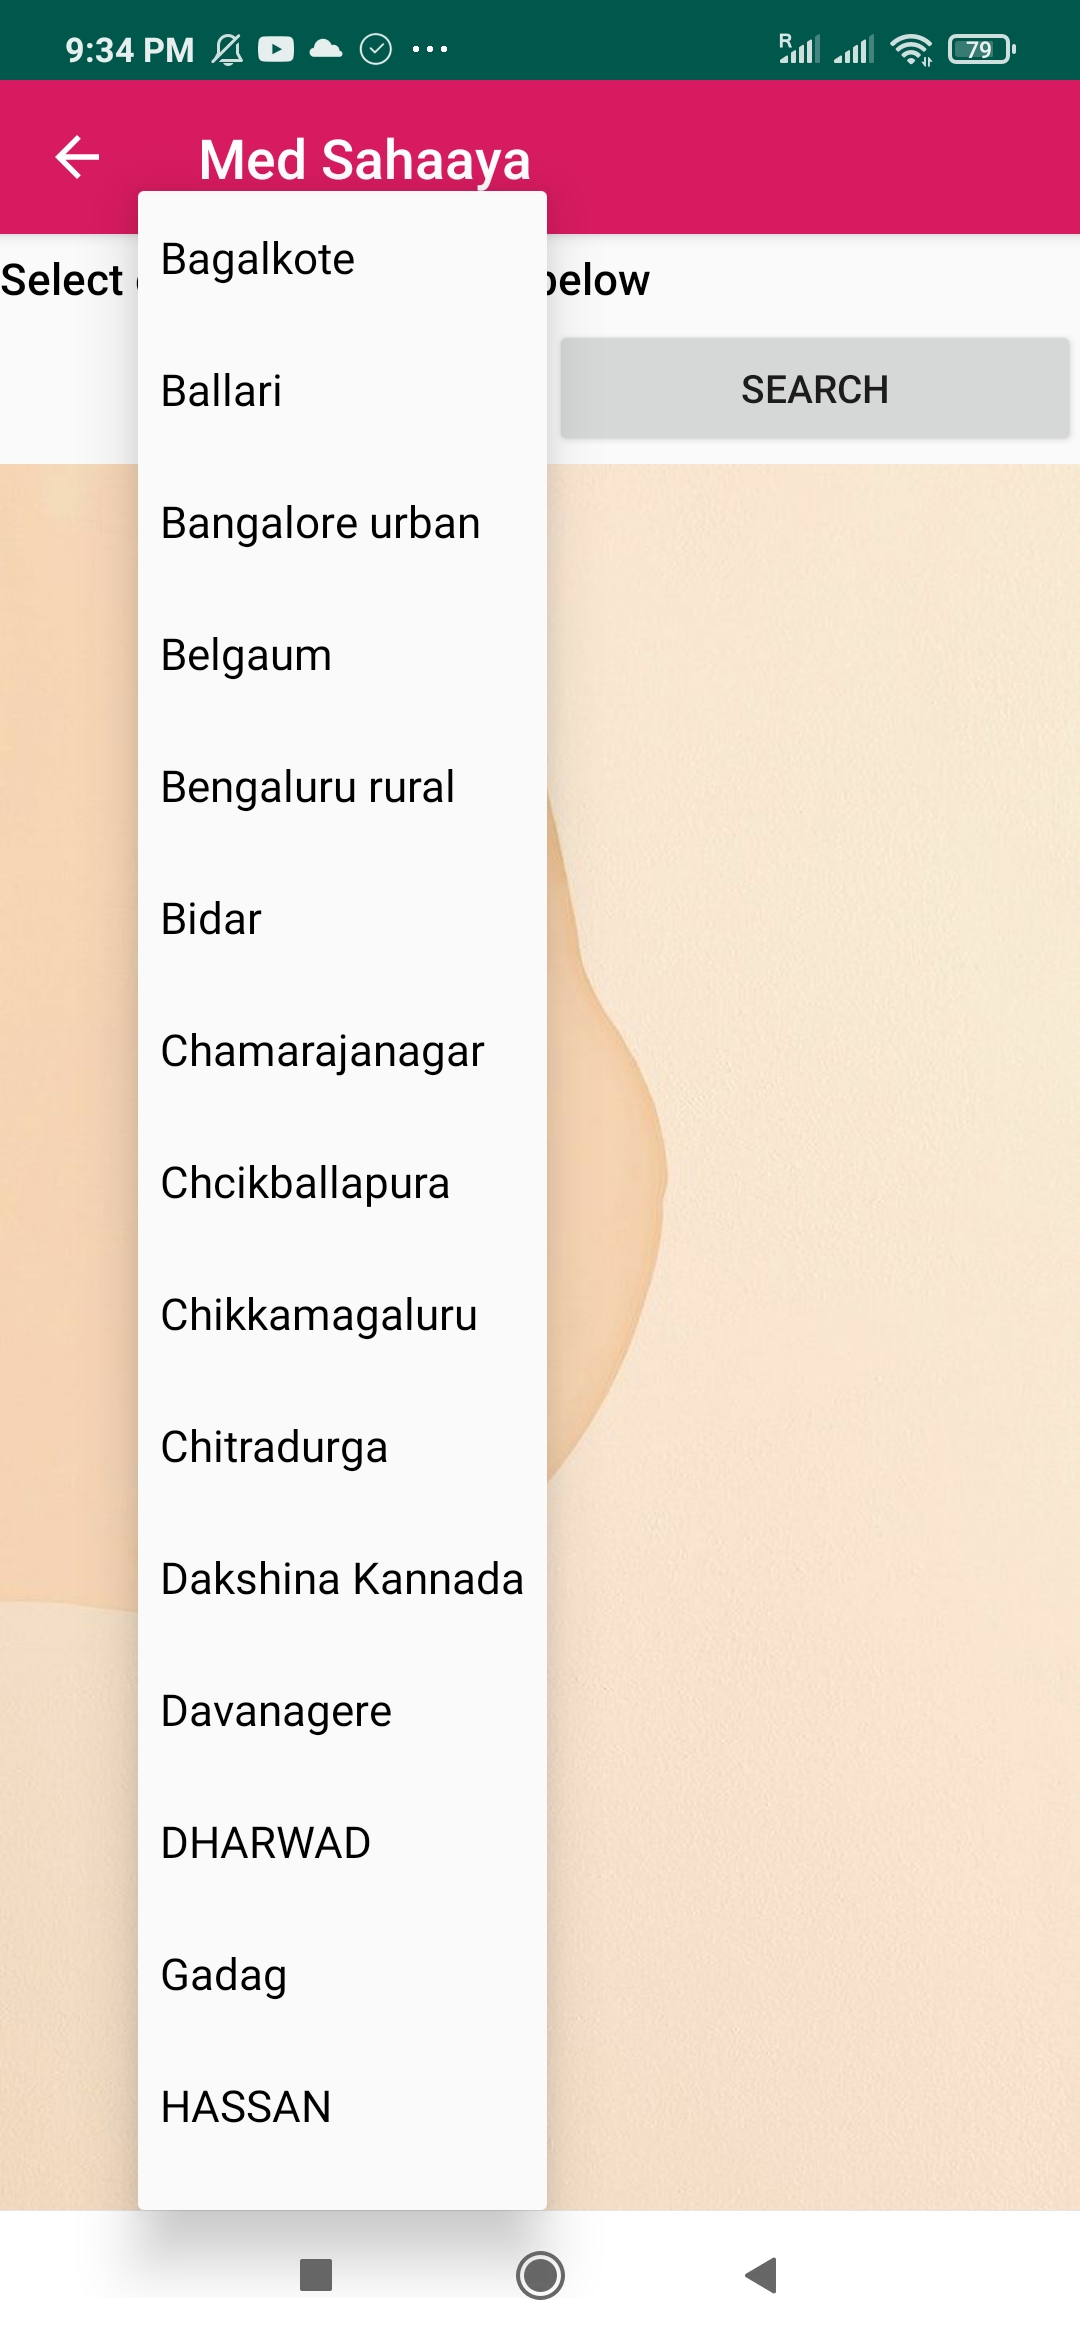 9:34 PM
R
79
Med Sahaaya
Select below
SEARCH
Bagalkote
Ballari
Bangalore urban
Belgaum
Bengaluru rural
Bidar
Chamarajanagar
Chcikballapura
Chikkamagaluru
Chitradurga
Dakshina Kannada
Davanagere
DHARWAD
Gadag
HASSAN